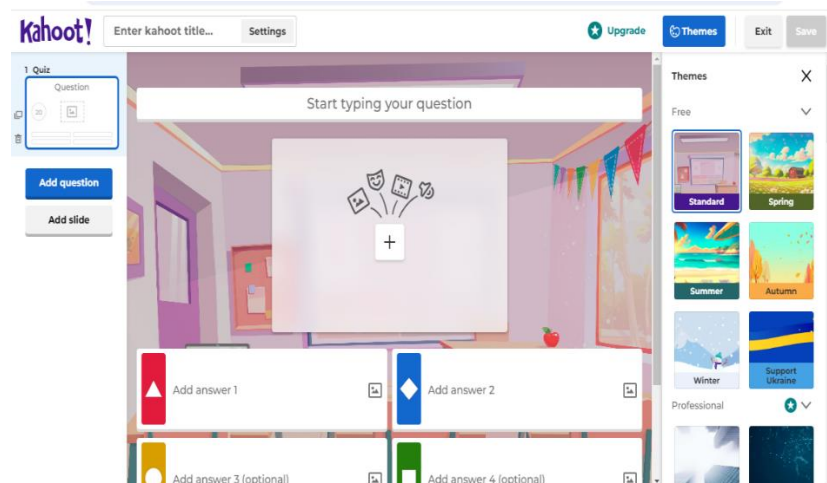 Kahoot!
Enter kahoot title...
Settings
Upgrade
Themes
Exit
Save
1 Quiz
Question
20
Add question
Add slide
Start typing your question
+
Add answer 1
Add answer 2
Add answer 3 (optional)
Add answer 4 (optional)
Themes
X
Free
Standard
Spring
Summer
Autumn
Winter
Support
Ukraine
Professional